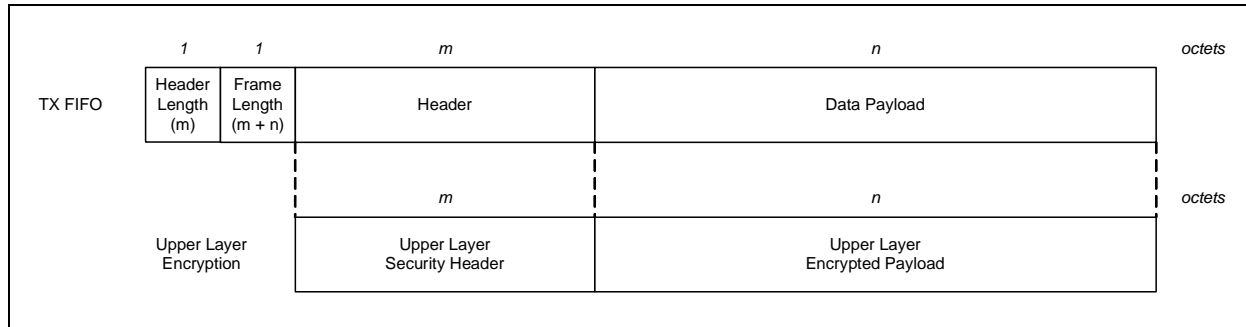 1 1 m n octets
TX FIFO
Header
Length
(m)
Frame
Length
(m + n)
Header
Data Payload
m n octets
Upper Layer
Encryption
Upper Layer
Security Header
Upper Layer
Encrypted Payload